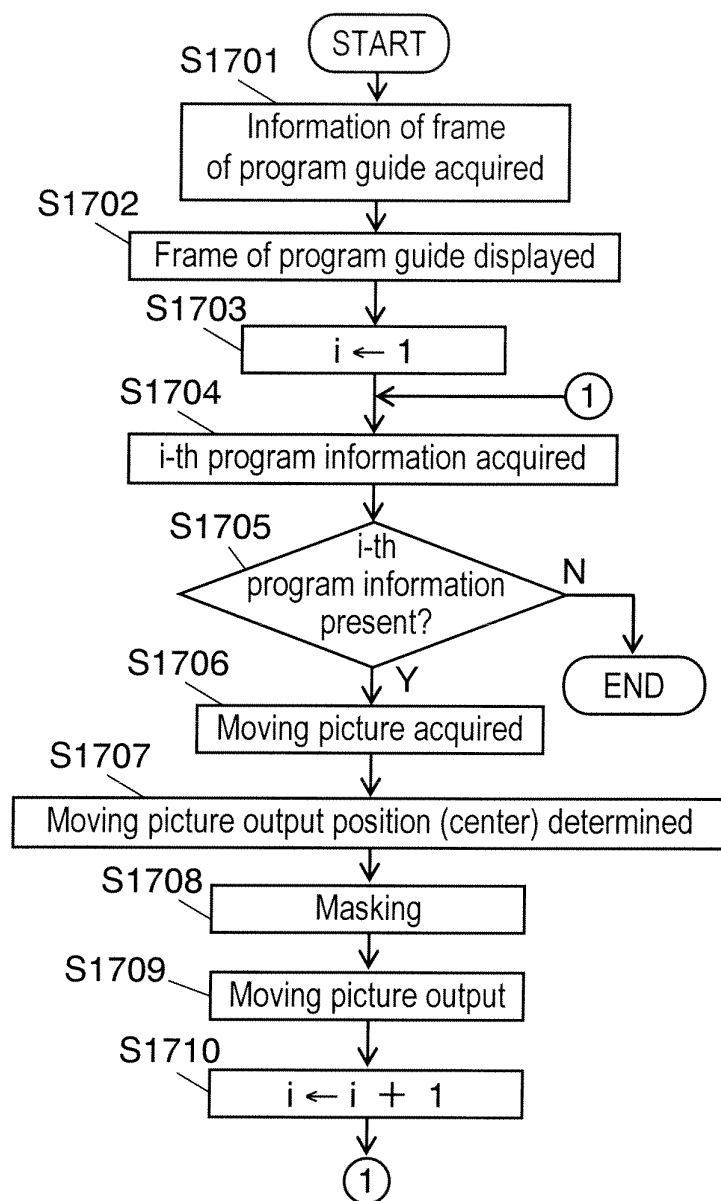 START
S1701
Information of frame
of program guide acquired
S1702
Frame of program guide displayed
S1703
i ← 1
1
S1704
i-th program information acquired
S1705
i-th
program information
present?
N
END
Y
S1706
Moving picture acquired
S1707
Moving picture output position (center) determined
S1708
Masking
S1709
Moving picture output
S1710
i ← i + 1
1